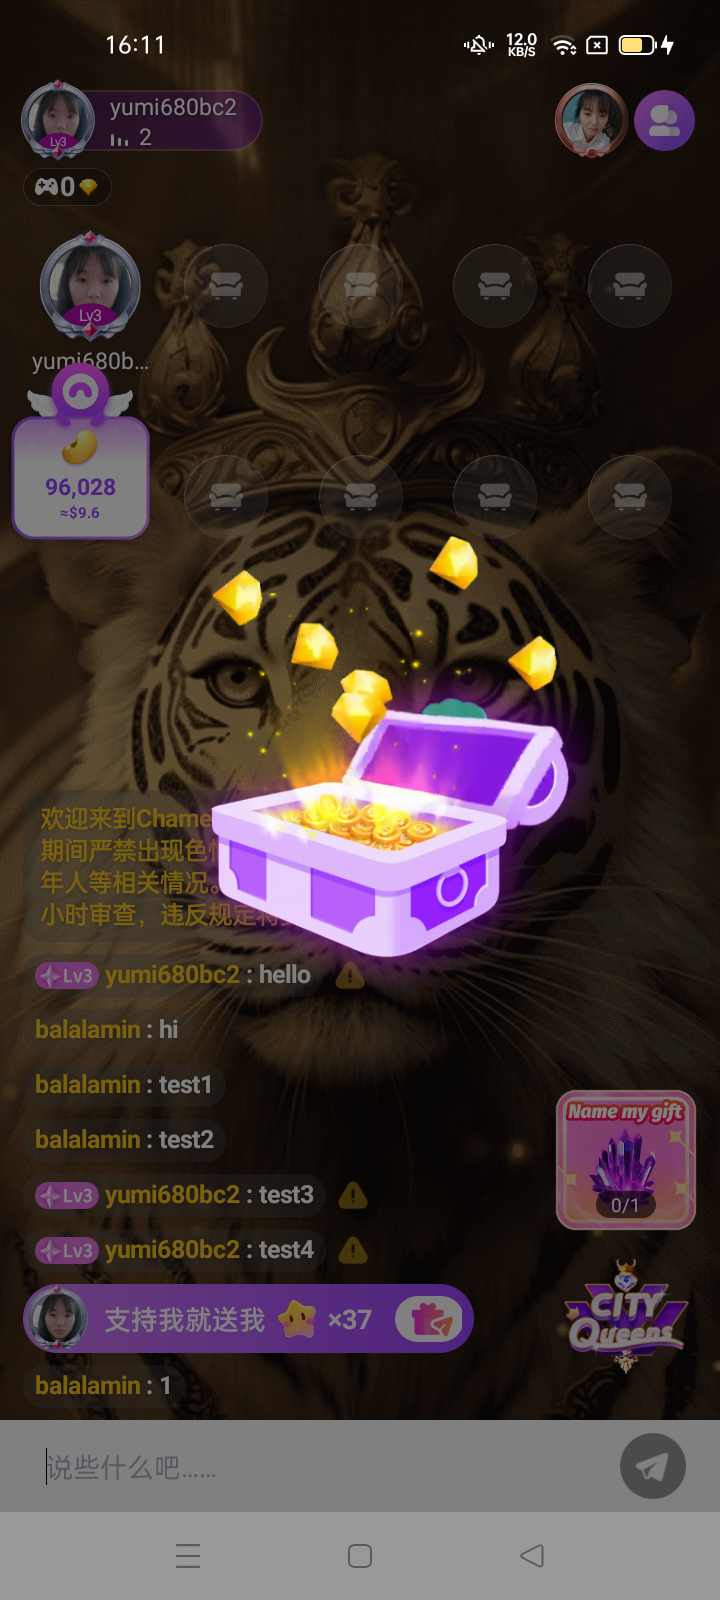 16:11
12.0
KB/S
yumi680bc2
2
Lv3
0
Lv3
yumi680b...
96,028
≈$9.6
欢迎来到Chame
期间严禁出现色
年人等相关情况。
小时审查，违反规定将
Lv3 yumi680bc2 : hello
balalamin : hi
balalamin : test1
balalamin : test2
Name my gift
Lv3 yumi680bc2 : test3
0/1
Lv3 yumi680bc2 : test4
支持我就送我 ×37
CITY
Queens
balalamin : 1
说些什么吧......